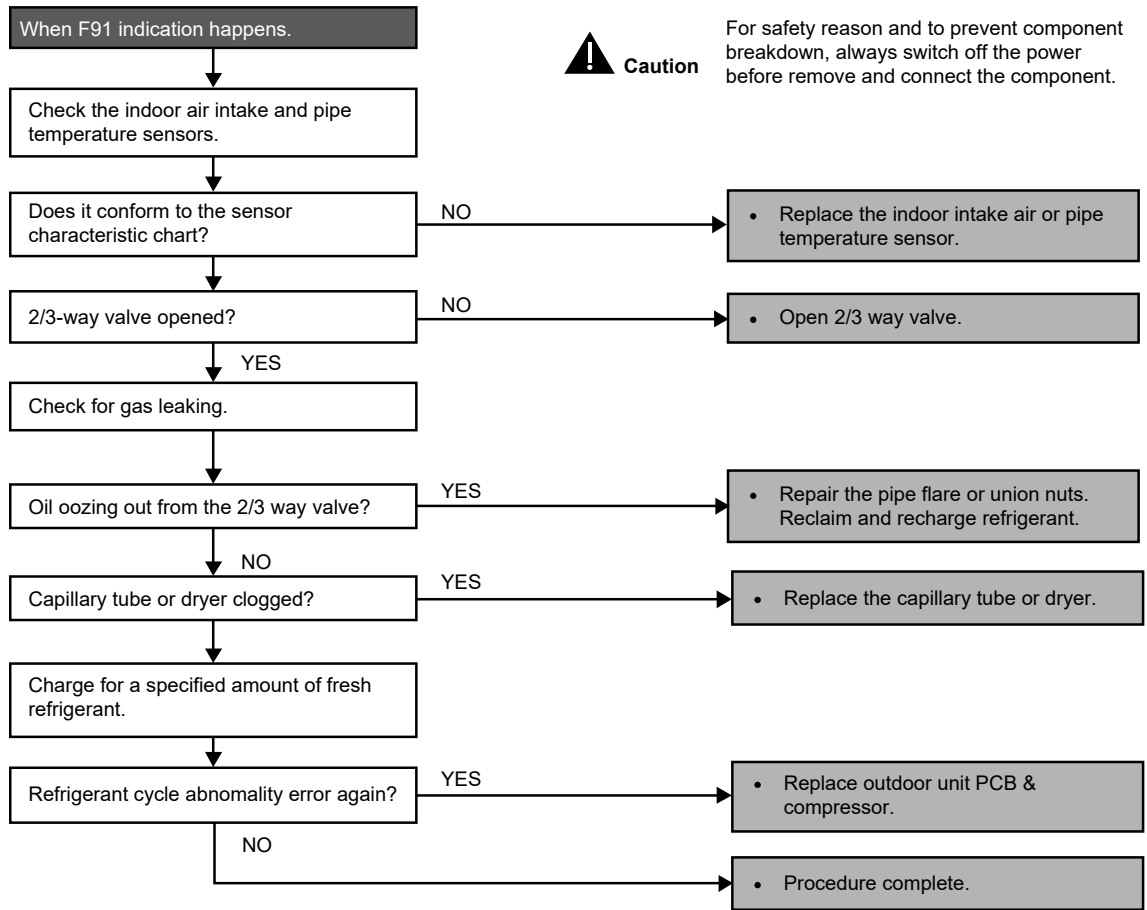 When F91 indication happens.
Caution
For safety reason and to prevent component
breakdown, always switch off the power
before remove and connect the component.
Check the indoor air intake and pipe
temperature sensors.
Does it conform to the sensor
characteristic chart?
NO
• Replace the indoor intake air or pipe
temperature sensor.
2/3-way valve opened?
NO
• Open 2/3 way valve.
YES
Check for gas leaking.
Oil oozing out from the 2/3 way valve?
YES
• Repair the pipe flare or union nuts.
Reclaim and recharge refrigerant.
NO
Capillary tube or dryer clogged?
YES
• Replace the capillary tube or dryer.
Charge for a specified amount of fresh
refrigerant.
Refrigerant cycle abnomality error again?
YES
• Replace outdoor unit PCB &
compressor.
NO
• Procedure complete.